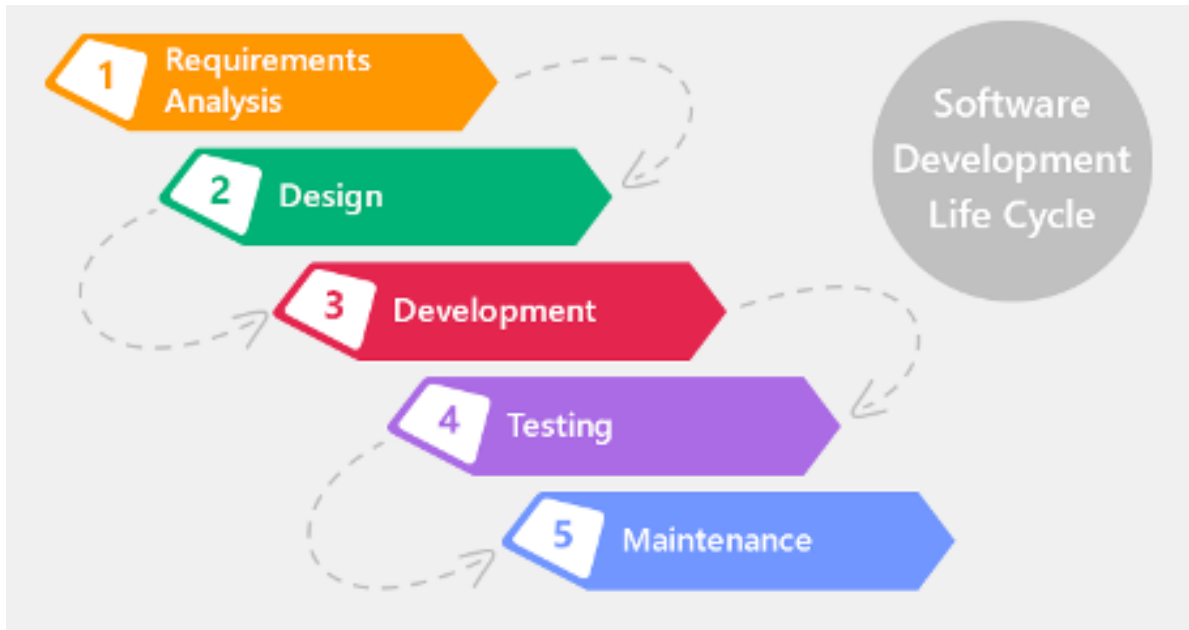 1
Requirements
Analysis
2
Design
3
Development
4
Testing
5
Maintenance
Software
Development
Life Cycle